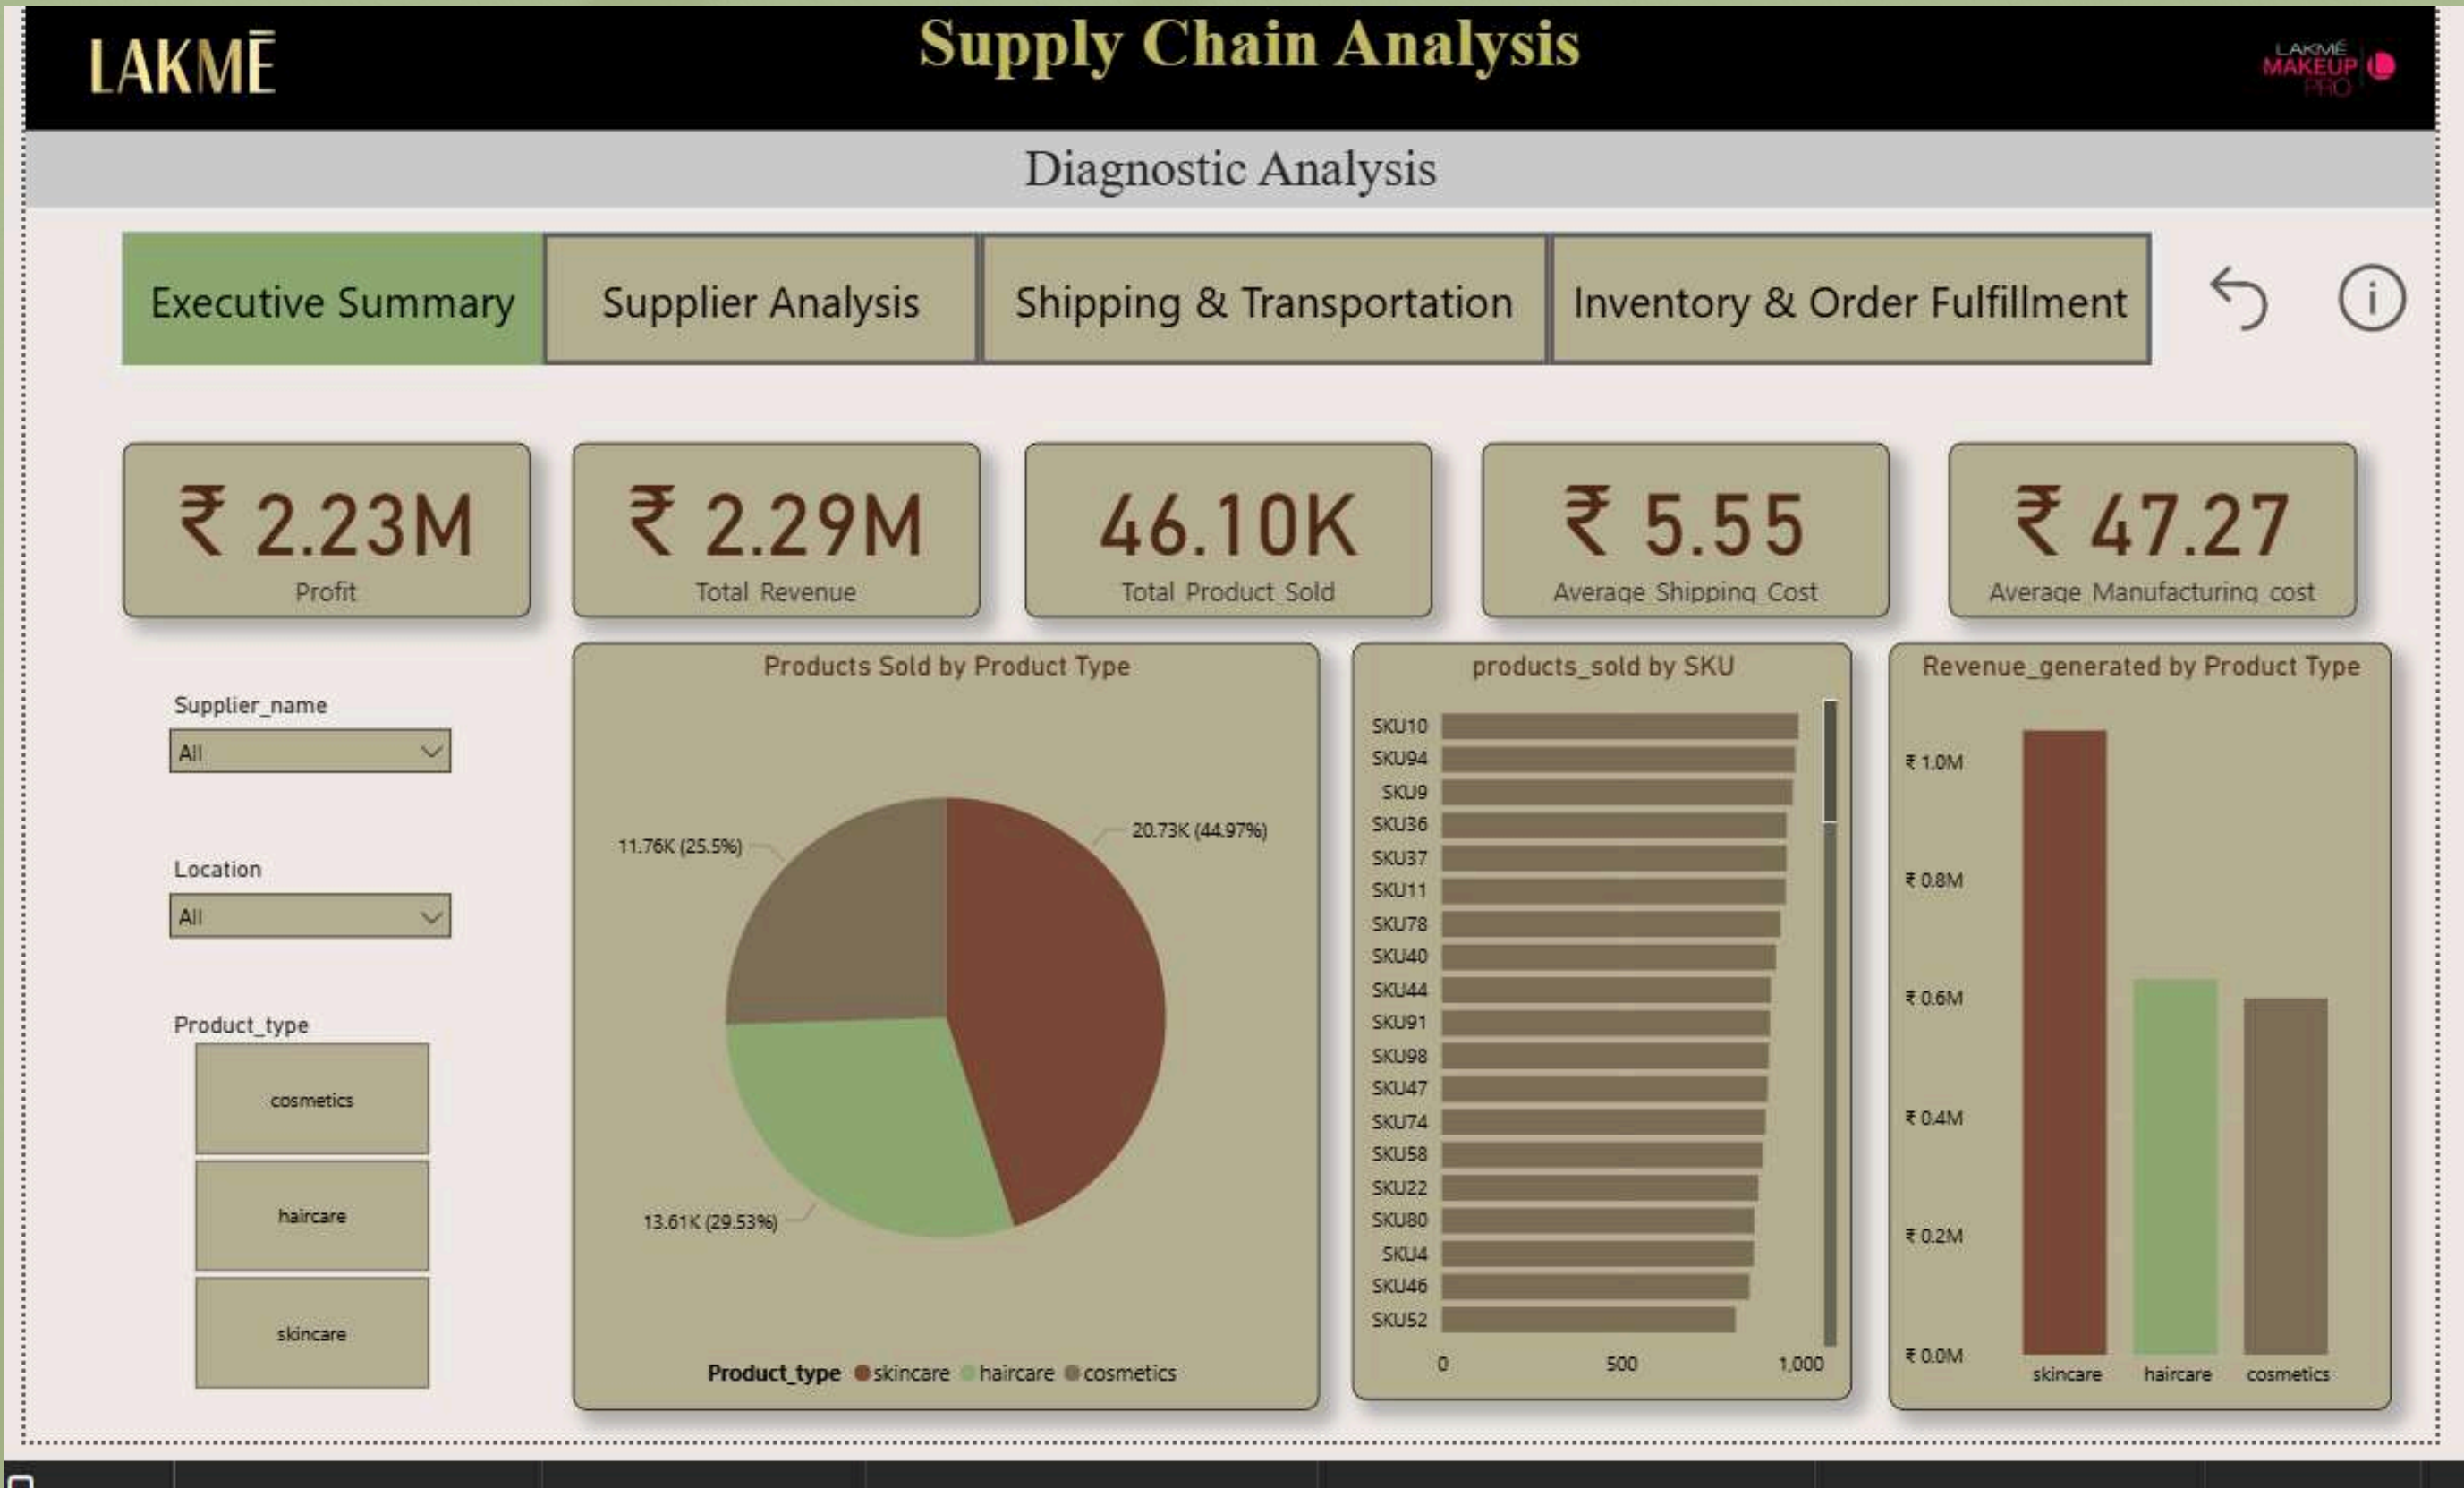 LAKMĒ
Supply Chain Analysis
LAKMÉ
MAKEUP
PRO
Diagnostic Analysis
Executive Summary
Supplier Analysis
Shipping & Transportation
Inventory & Order Fulfillment
₹ 2.23M
Profit
₹ 2.29M
Total Revenue
46.10K
Total Product Sold
₹ 5.55
Average Shipping Cost
₹ 47.27
Average Manufacturing cost
Supplier_name
All
Location
All
Product_type
cosmetics
haircare
skincare
Products Sold by Product Type
11.76K (25.5%)
20.73K (44.97%)
13.61K (29.53%)
Product_type skincare haircare cosmetics
products_sold by SKU
SKU10
SKU94
SKU9
SKU36
SKU37
SKU11
SKU78
SKU40
SKU44
SKU91
SKU98
SKU47
SKU74
SKU58
SKU22
SKU80
SKU4
SKU46
SKU52
0 500 1,000
Revenue_generated by Product Type
₹ 1.0M
₹ 0.8M
₹ 0.6M
₹ 0.4M
₹ 0.2M
₹ 0.0M
skincare haircare cosmetics